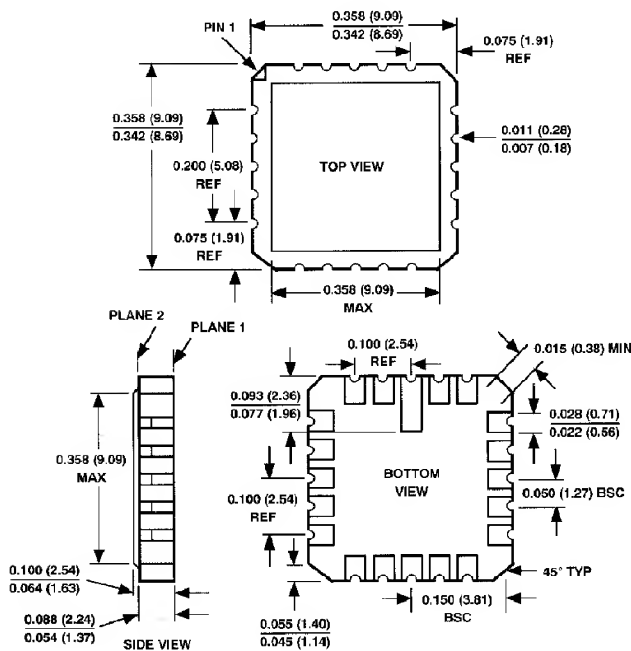 0.358 (9.09)
0.342 (8.69)
PIN 1
0.075 (1.91)
REF
0.358 (9.09)
0.342 (8.69)
0.200 (5.08)
REF
TOP VIEW
0.011 (0.28)
0.007 (0.18)
0.075 (1.91)
REF
0.358 (9.09)
MAX
PLANE 2
PLANE 1
0.100 (2.54)
REF
0.015 (0.38) MIN
0.093 (2.36)
0.077 (1.96)
0.028 (0.71)
0.022 (0.56)
0.358 (9.09)
MAX
BOTTOM
VIEW
0.100 (2.54)
REF
0.050 (1.27) BSC
0.100 (2.54)
0.064 (1.63)
45° TYP
0.088 (2.24)
0.054 (1.37)
0.150 (3.81)
BSC
0.055 (1.40)
0.045 (1.14)
SIDE VIEW